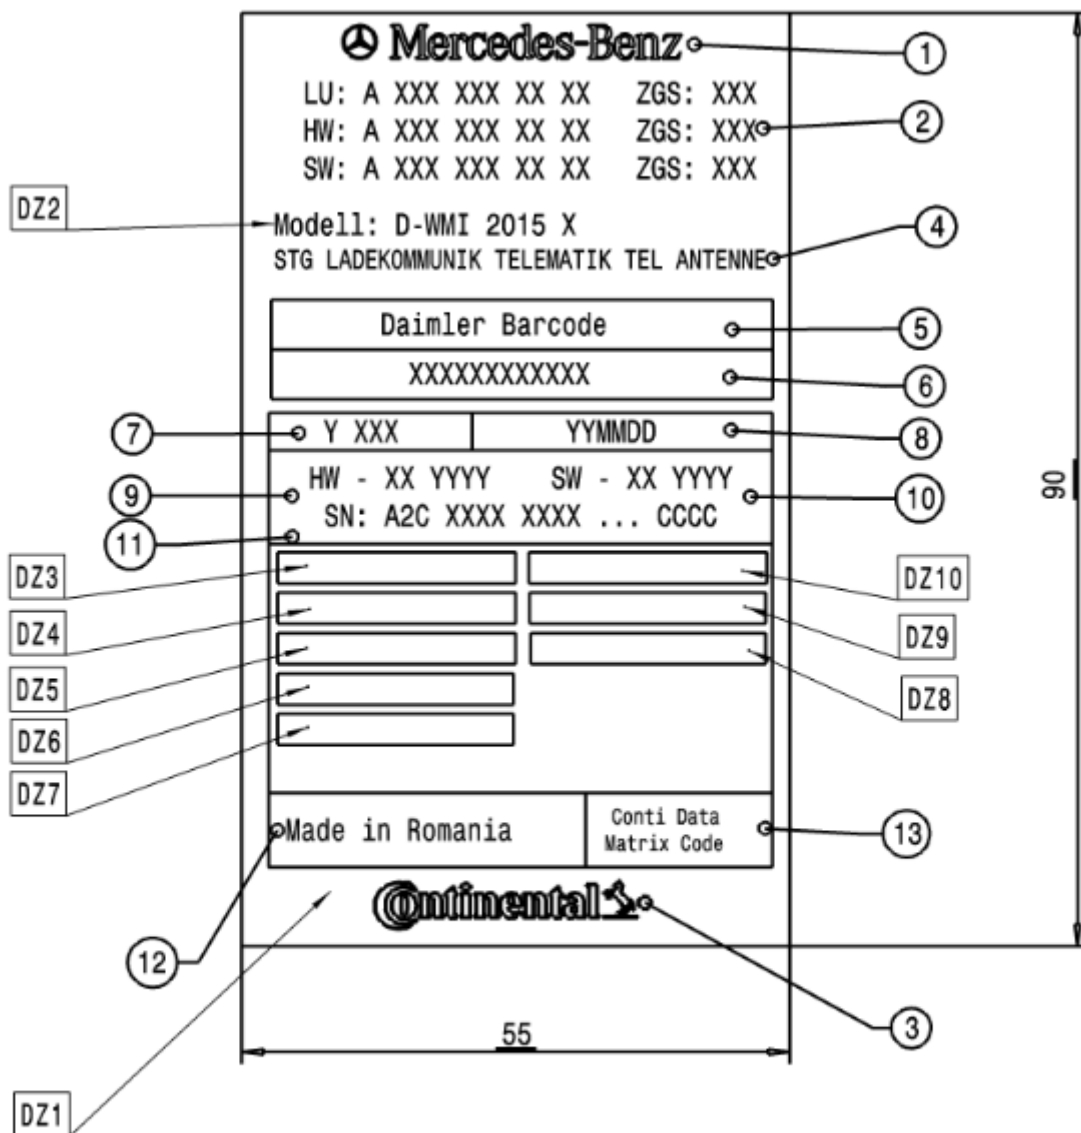 Mercedes-Benz
1
LU: A XXX XXX XX XX ZGS: XXX
HW: A XXX XXX XX XX ZGS: XXX
2
SW: A XXX XXX XX XX ZGS: XXX
DZ2
Modell: D-WMI 2015 X
4
STG LADEKOMMUNIK TELEMATIK TEL ANTENNE
Daimler Barcode
5
XXXXXXXXXXXX
6
7
Y XXX YYMMDD
8
HW - XX YYYY SW - XX YYYY
9
10
SN: A2C XXXX XXXX ... CCCC
11
90
DZ3
DZ10
DZ4
DZ9
DZ5
DZ8
DZ6
DZ7
Made in Romania
Conti Data
Matrix Code
13
Continental
12
3
55
DZ1